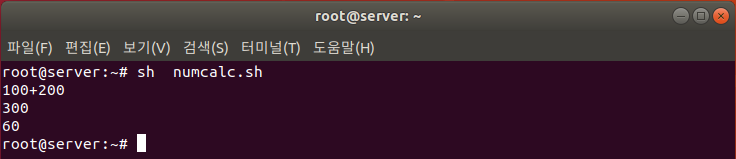 root@server: ~
파일(F) 편집(E) 보기(V) 검색(S) 터미널(T) 도움말(H)
root@server:~# sh  numcalc.sh
100+200
300
60
root@server:~#